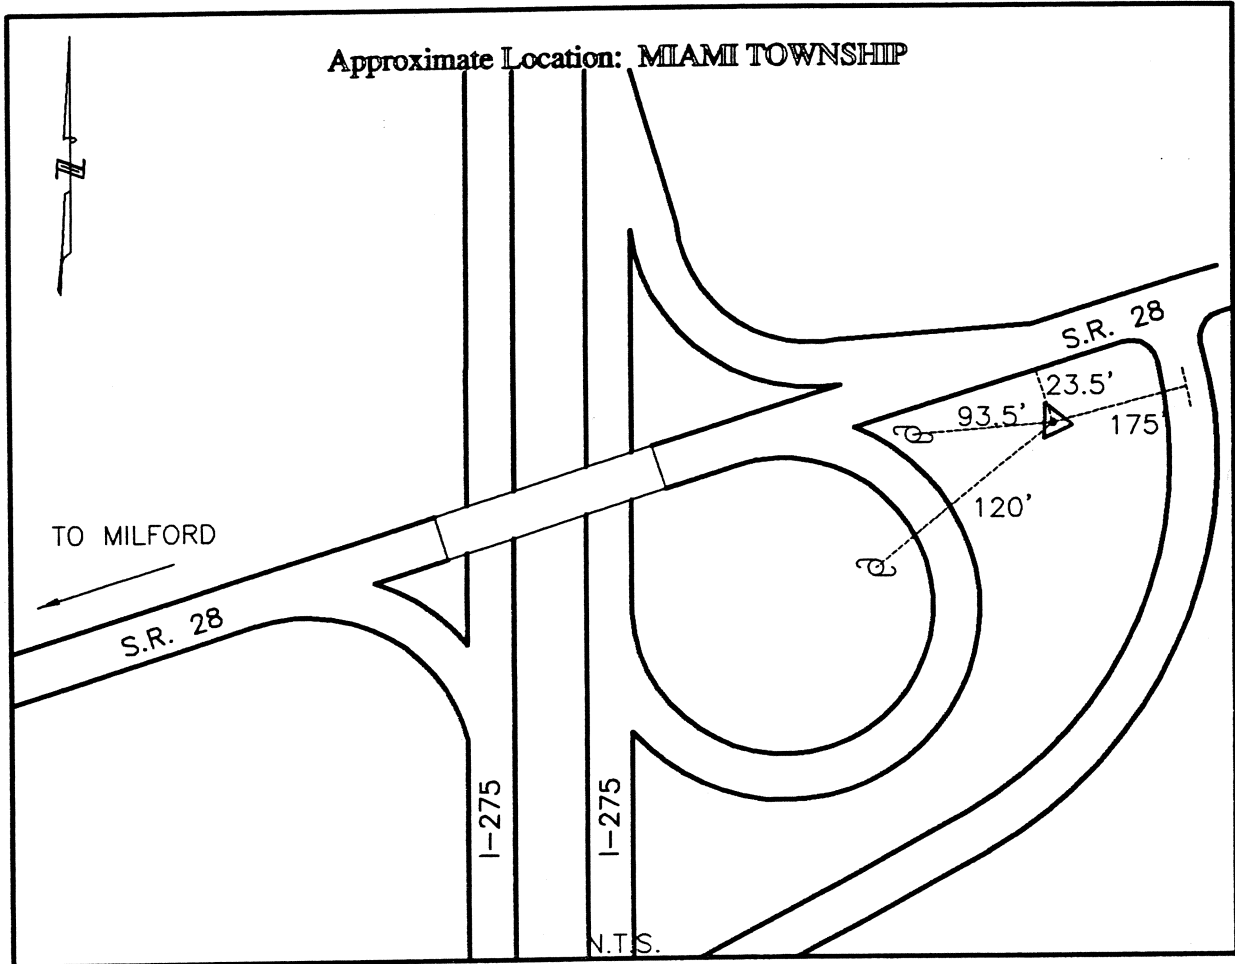 Approximate Location: MIAMI TOWNSHIP
N
S.R. 28
23.5'
93.5'
175'
120'
TO MILFORD
S.R. 28
I-275
I-275
N.T.S.